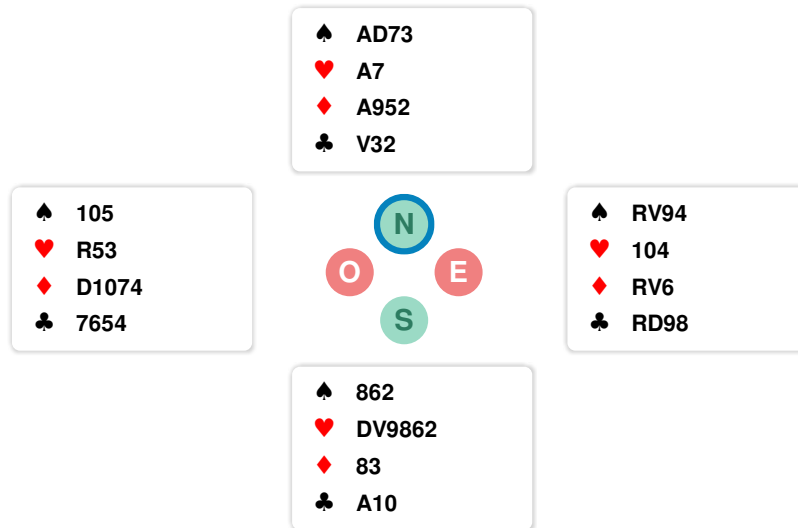 ♠ AD73
♥ A7
♦ A952
♣ V32
♠ 105
♥ R53
♦ D1074
♣ 7654
N
O E
S
♠ RV94
♥ 104
♦ RV6
♣ RD98
♠ 862
♥ DV9862
♦ 83
♣ A10